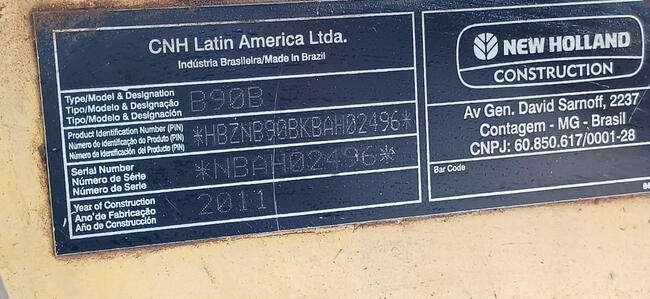 CNH Latin America Ltda.
Indústria Brasileira/Made in Brazil
Type/Model & Designation
Tipo/Modelo & Designação
Tipo/Modelo & Designación
B90B
Product Identification Number (PIN)
Número de identificação do Produto (PIN)
Número de Identificación del Producto (PIN)
*HBZNB90BKBAH02496*
Serial Number
Número de Série
Número de Serie
*NBAH02496*
Year of Construction
Ano de Fabricação
Año de Construcción
2011
NEW HOLLAND
CONSTRUCTION
Av Gen. David Sarnoff, 2237
Contagem - MG - Brasil
CNPJ: 60.850.617/0001-28
Bar Code